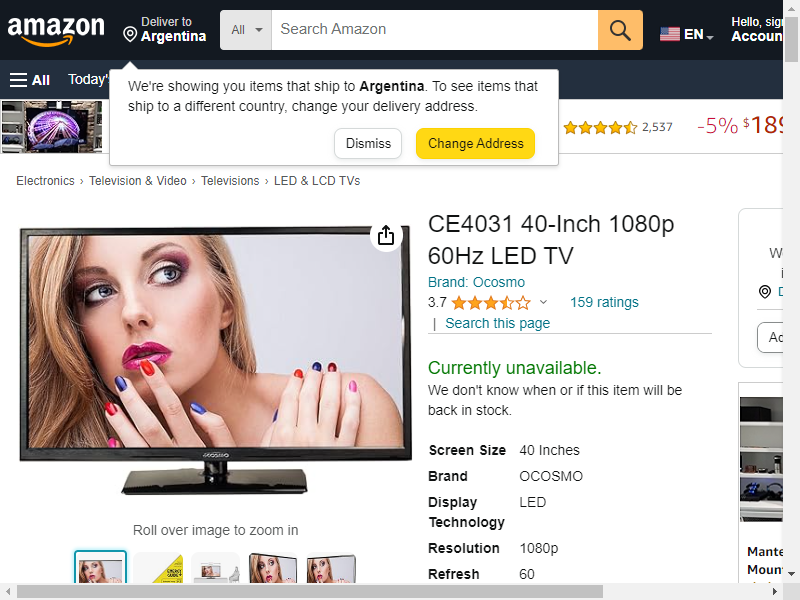 amazon
Deliver to
Argentina
All
Search Amazon
EN
Hello, sig
Accoun
All
Today'
We're showing you items that ship to Argentina. To see items that
ship to a different country, change your delivery address.
Dismiss
Change Address
2,537
-5% $189
Electronics › Television & Video › Televisions › LED & LCD TVs
CE4031 40-Inch 1080p
60Hz LED TV
Brand: Ocosmo
3.7
159 ratings
| Search this page
Currently unavailable.
We don't know when or if this item will be
back in stock.
Screen Size 40 Inches
Brand OCOSMO
Display
Technology
LED
Resolution 1080p
Refresh 60
OCOSMO
Roll over image to zoom in
W
Ad
Mante
Moun